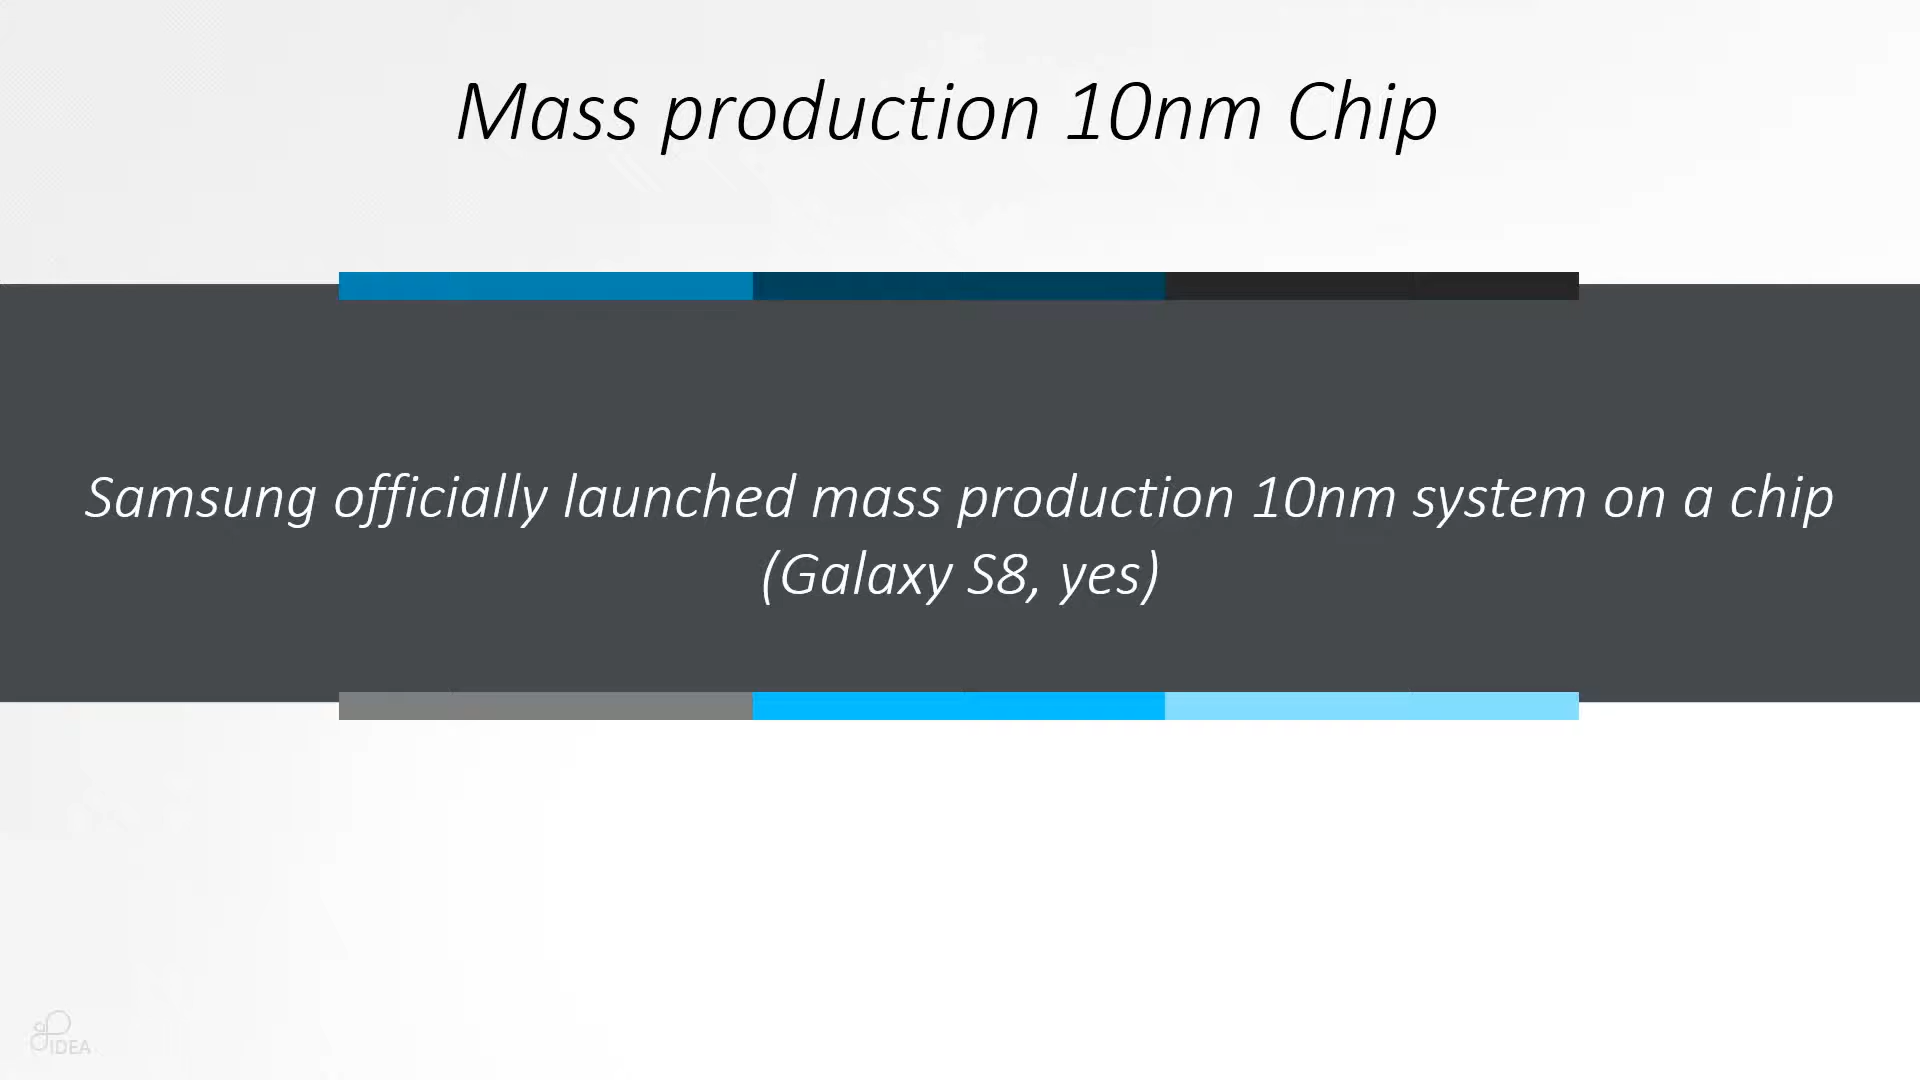 Mass production 10nm Chip
Samsung officially launched mass production 10nm system on a chip
(Galaxy S8, yes)
IDEA